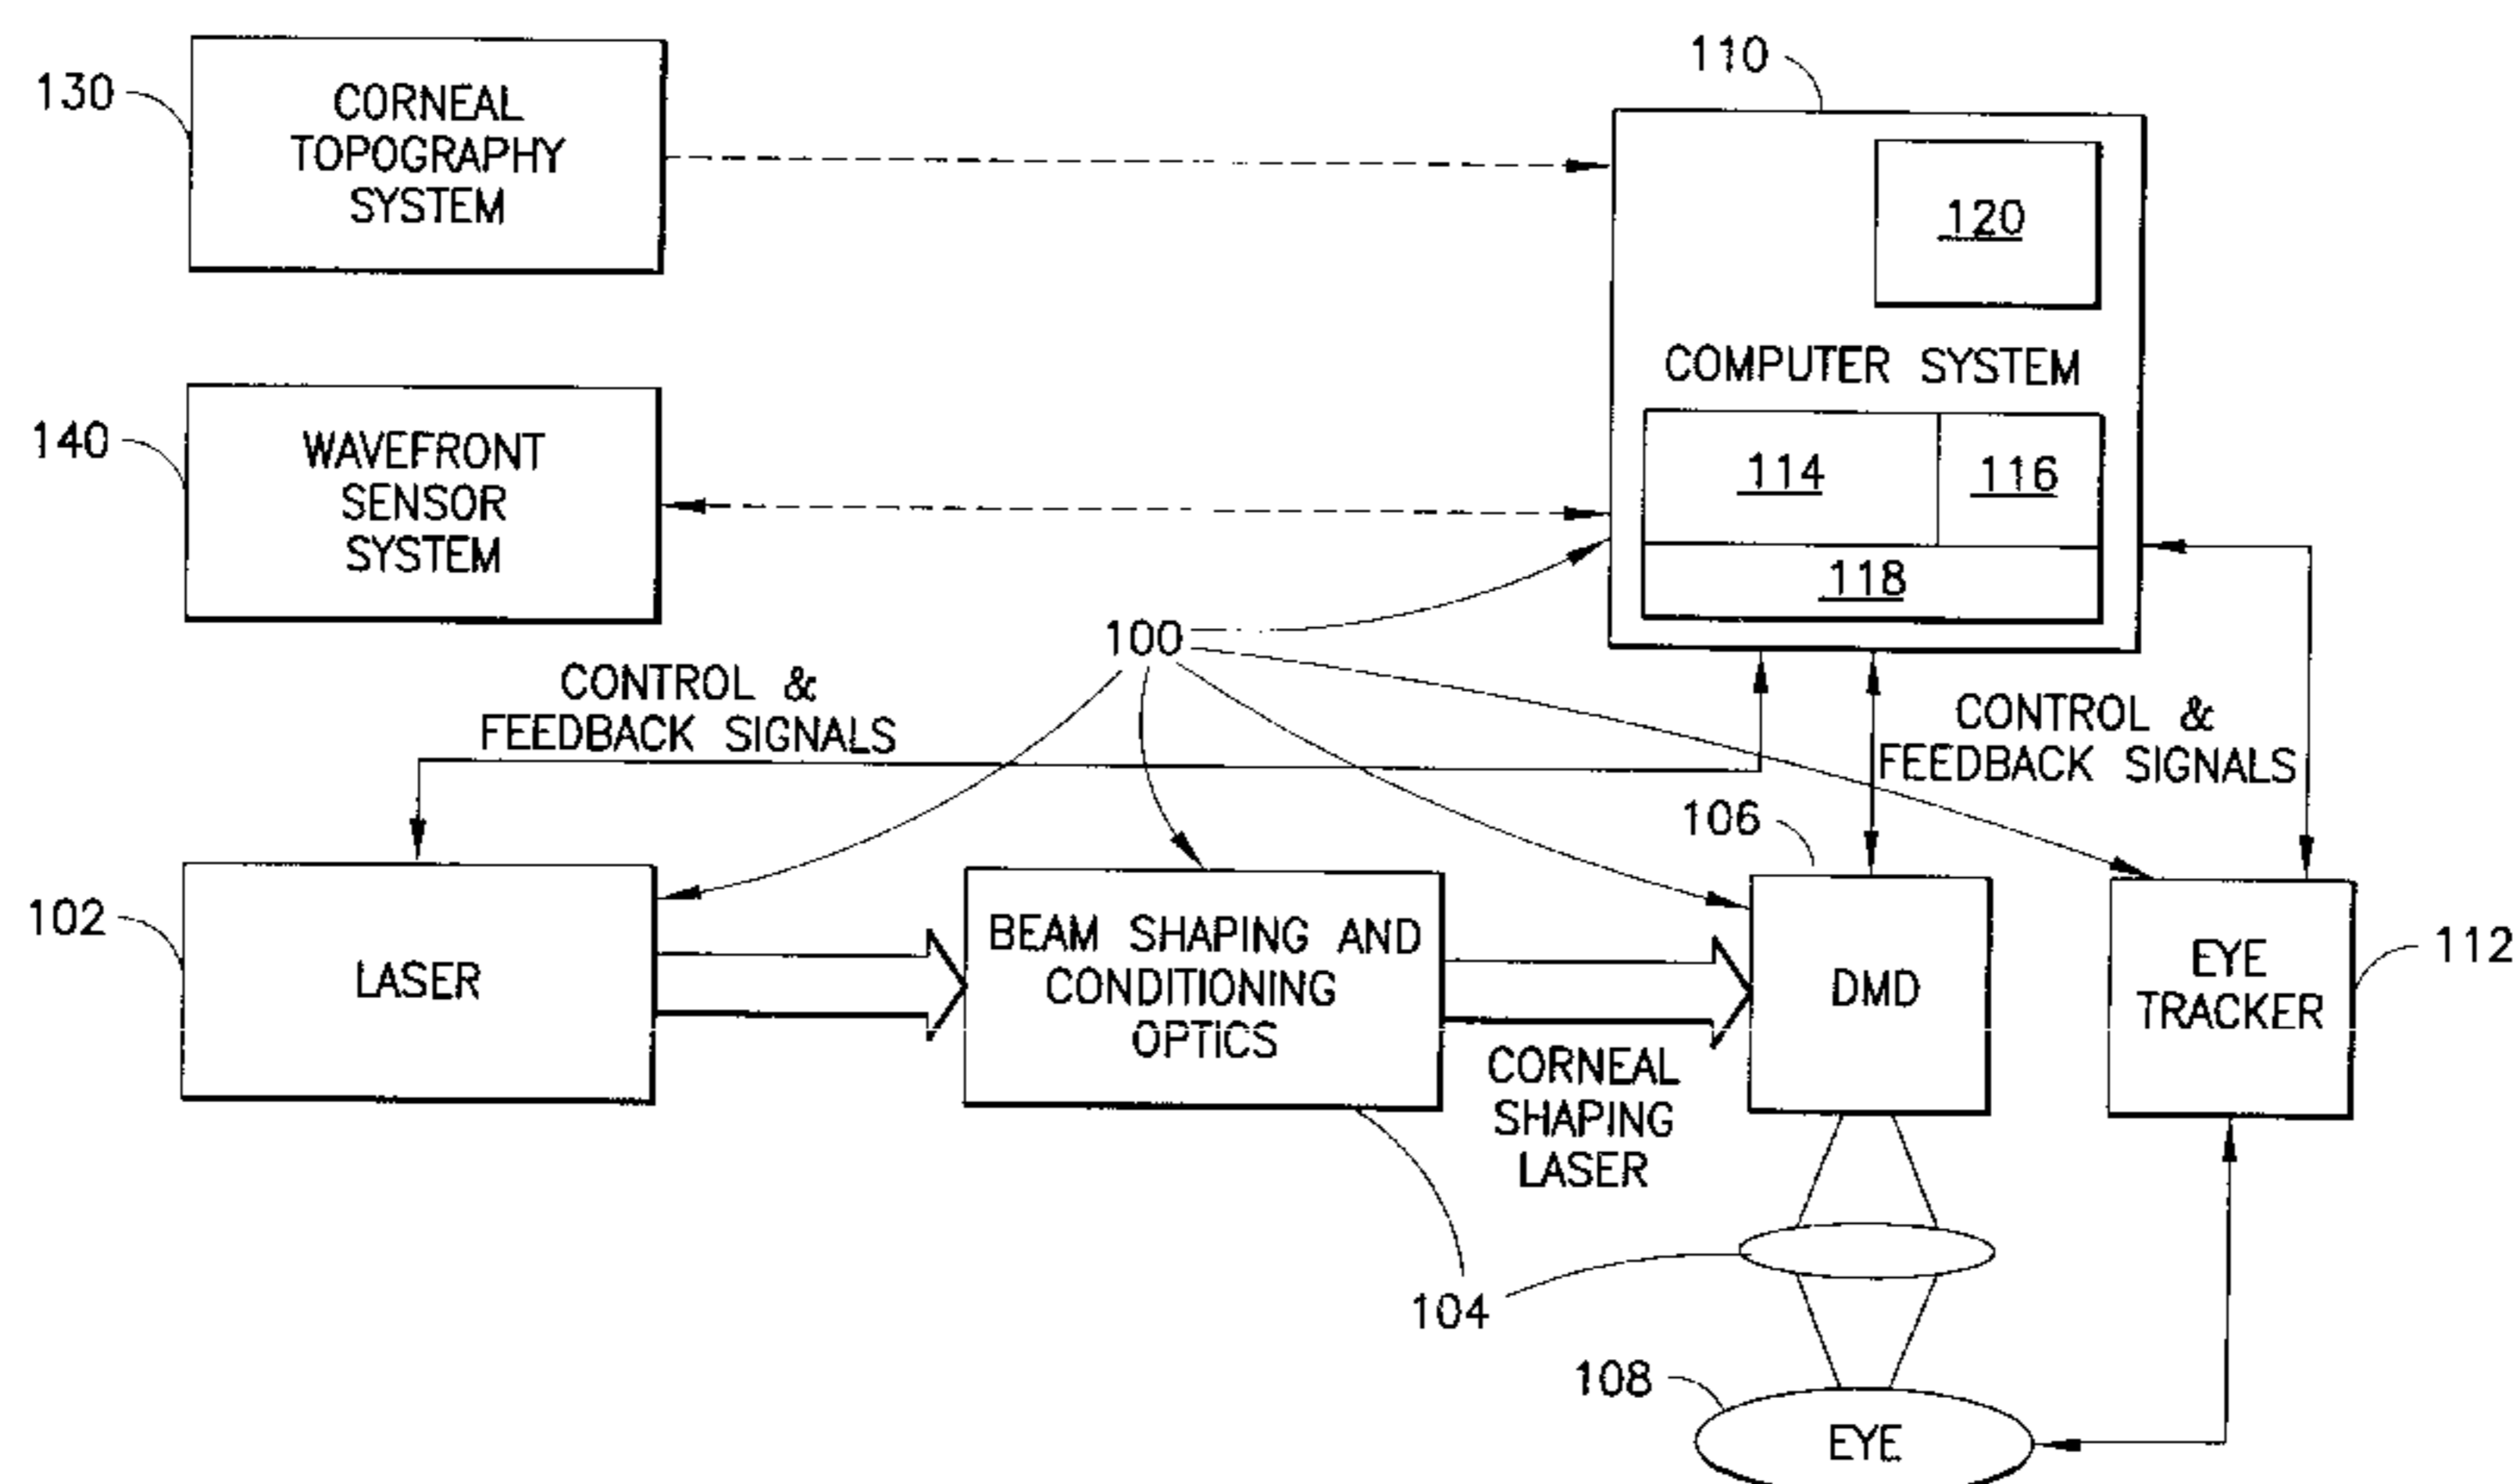 110
130
CORNEAL
TOPOGRAPHY
SYSTEM
120
COMPUTER SYSTEM
140
WAVEFRONT
SENSOR
SYSTEM
114
116
118
100
CONTROL &
FEEDBACK SIGNALS
CONTROL &
FEEDBACK SIGNALS
106
102
LASER
BEAM SHAPING AND
CONDITIONING
OPTICS
DMD
EYE
TRACKER
112
CORNEAL
SHAPING
LASER
104
108
EYE